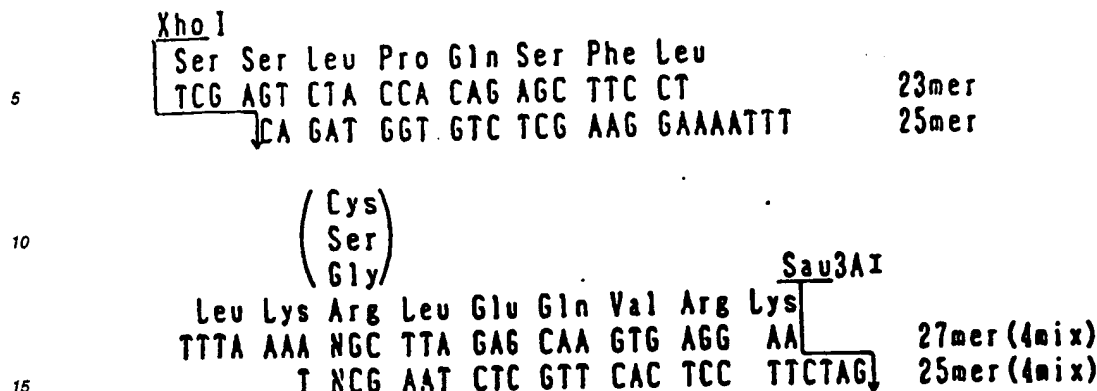 Xho I
Ser Ser Leu Pro Gln Ser Phe Leu
5 TCG AGT CTA CCA CAG AGC TTC CT 23mer
CA GAT GGT GTC TCG AAG GAAAATTT 25mer
Cys
10 Ser
Gly
Sau3AI
Leu Lys Arg Leu Glu Gln Val Arg Lys
TTTA AAA NGC TTA GAG CAA GTG AGG AA 27mer(4mix)
15 T NCG AAT CTC GTT CAC TCC TTCTAG 25mer(4mix)